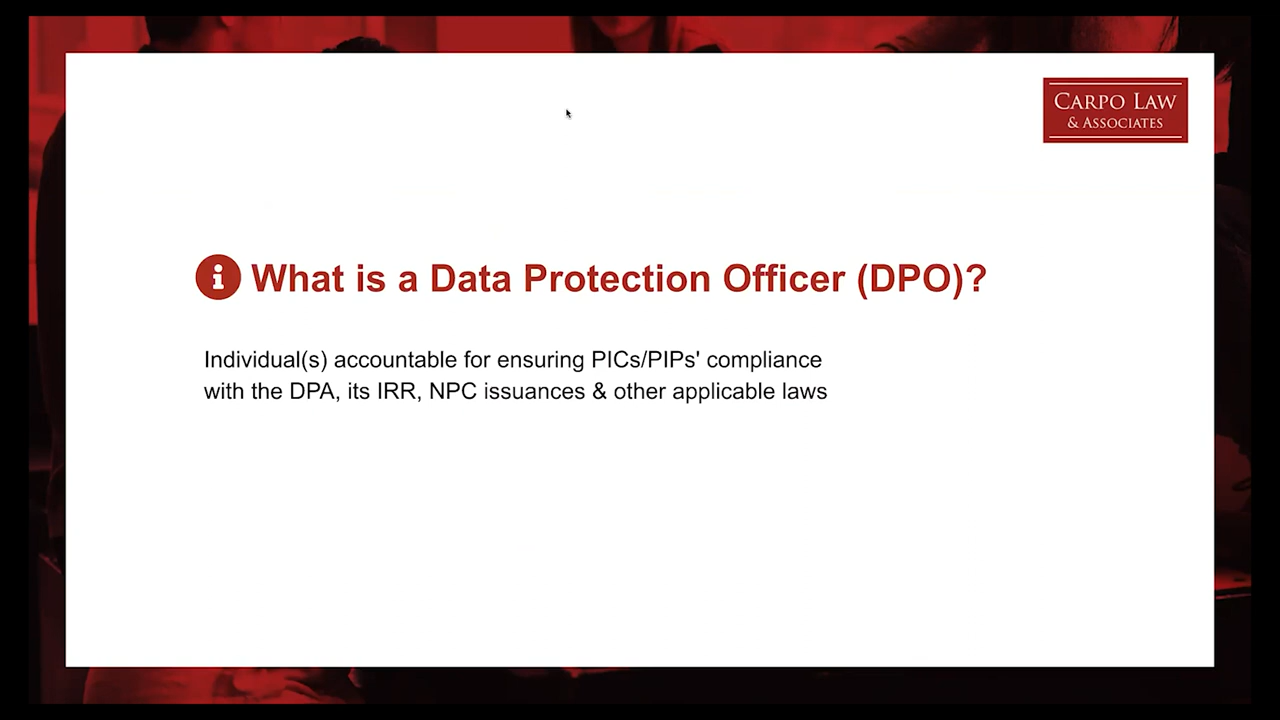 CARPO LAW
& ASSOCIATES
What is a Data Protection Officer (DPO)?
Individual(s) accountable for ensuring PICs/PIPs' compliance
with the DPA, its IRR, NPC issuances & other applicable laws